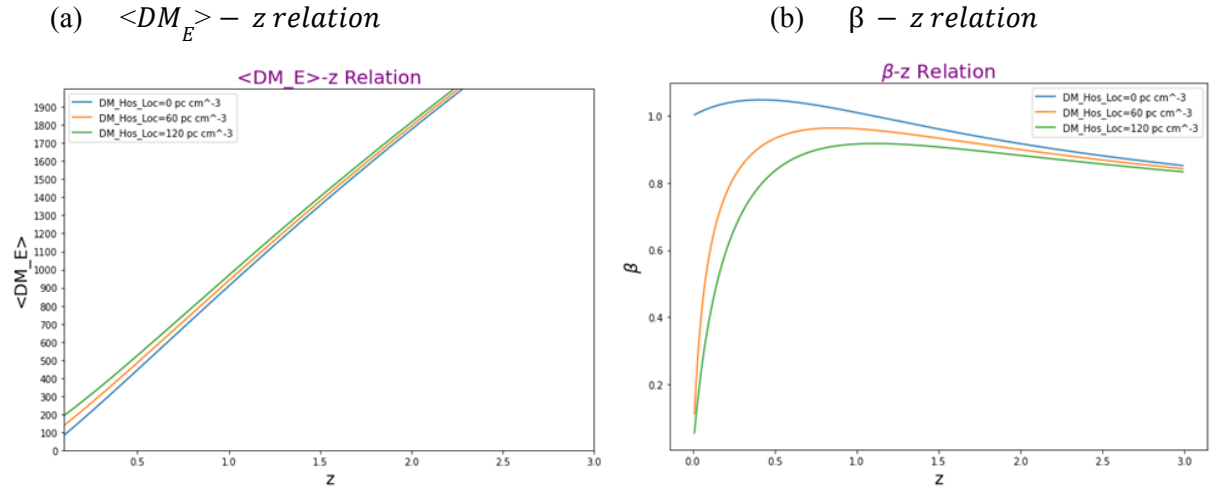 (a) <DM_E> − z relation
(b) β − z relation
<DM_E>-z Relation
DM_Hos_Loc=0 pc cm^-3
DM_Hos_Loc=60 pc cm^-3
DM_Hos_Loc=120 pc cm^-3
<DM_E>
1900
1800
1700
1600
1500
1400
1300
1200
1100
1000
900
800
700
600
500
400
300
200
100
0
0.5 1.0 1.5 2.0 2.5 3.0
z
β-z Relation
DM_Hos_Loc=0 pc cm^-3
DM_Hos_Loc=60 pc cm^-3
DM_Hos_Loc=120 pc cm^-3
β
1.0
0.8
0.6
0.4
0.2
0.0 0.5 1.0 1.5 2.0 2.5 3.0
z